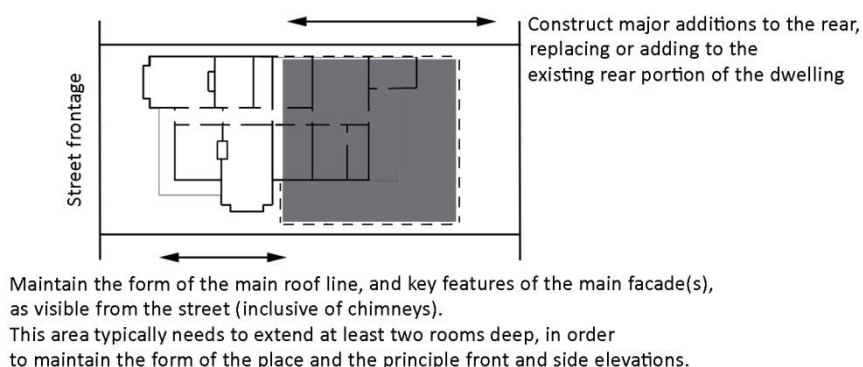 Construct major additions to the rear,
replacing or adding to the
existing rear portion of the dwelling
Street frontage
Maintain the form of the main roof line, and key features of the main facade(s),
as visible from the street (inclusive of chimneys).
This area typically needs to extend at least two rooms deep, in order
to maintain the form of the place and the principle front and side elevations.